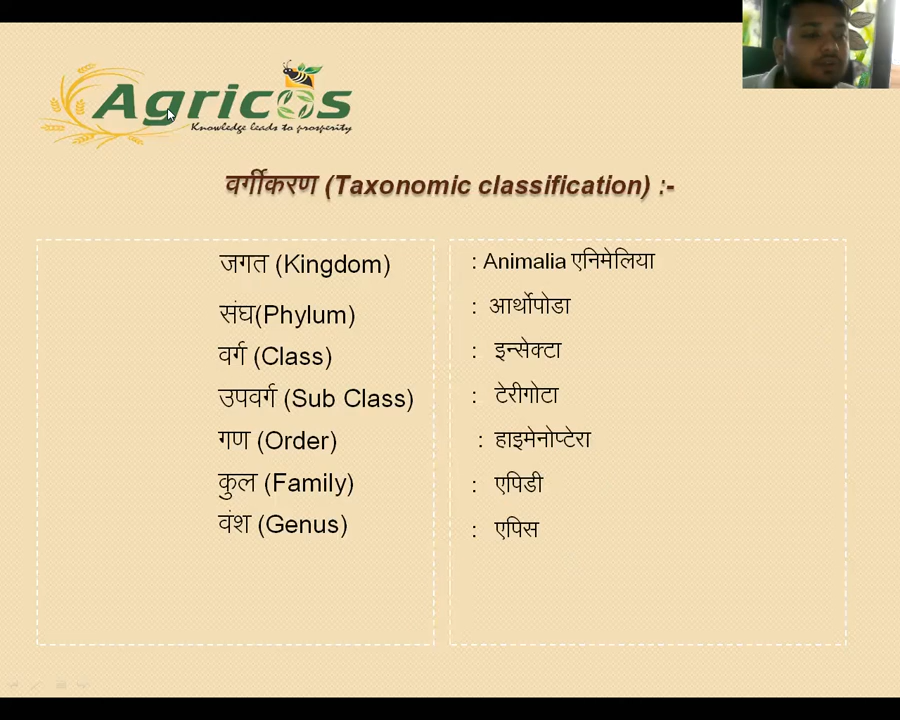 Agricos
Knowledge leads to prosperity
वर्गीकरण (Taxonomic classification) :-
जगत (Kingdom) : Animalia एनिमेलिया
संघ(Phylum) : आर्थोपोडा
वर्ग (Class) : इन्सेक्टा
उपवर्ग (Sub Class) : टेरीगोटा
गण (Order) : हाइमेनोप्टेरा
कुल (Family) : एपिडी
वंश (Genus) : एपिस